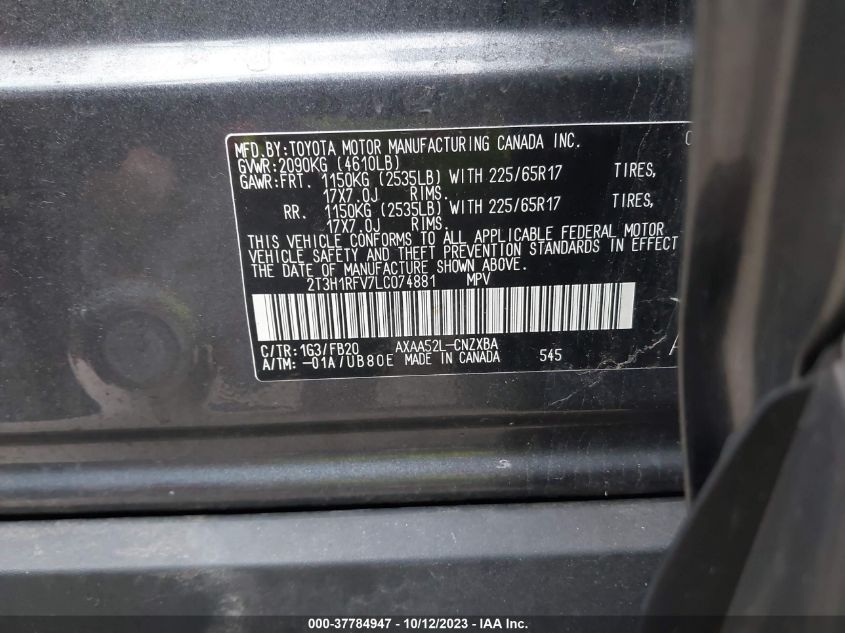 MFD.BY:TOYOTA MOTOR MANUFACTURING CANADA INC.
GVWR:2090KG (4610LB)
GAWR:FRT. 1150KG (2535LB) WITH 225/65R17 TIRES,
17X7.0J RIMS.
RR. 1150KG (2535LB) WITH 225/65R17 TIRES,
17X7.0J RIMS.
THIS VEHICLE CONFORMS TO ALL APPLICABLE FEDERAL MOTOR
VEHICLE SAFETY AND THEFT PREVENTION STANDARDS IN EFFECT
THE DATE OF MANUFACTURE SHOWN ABOVE.
2T3H1RFV7LC074881 MPV
C/TR:1G3/FB20 AXAA52L-CNZXBA
A/TM:-01A/UB80E MADE IN CANADA 545
000-37784947 - 10/12/2023 - IAA Inc.